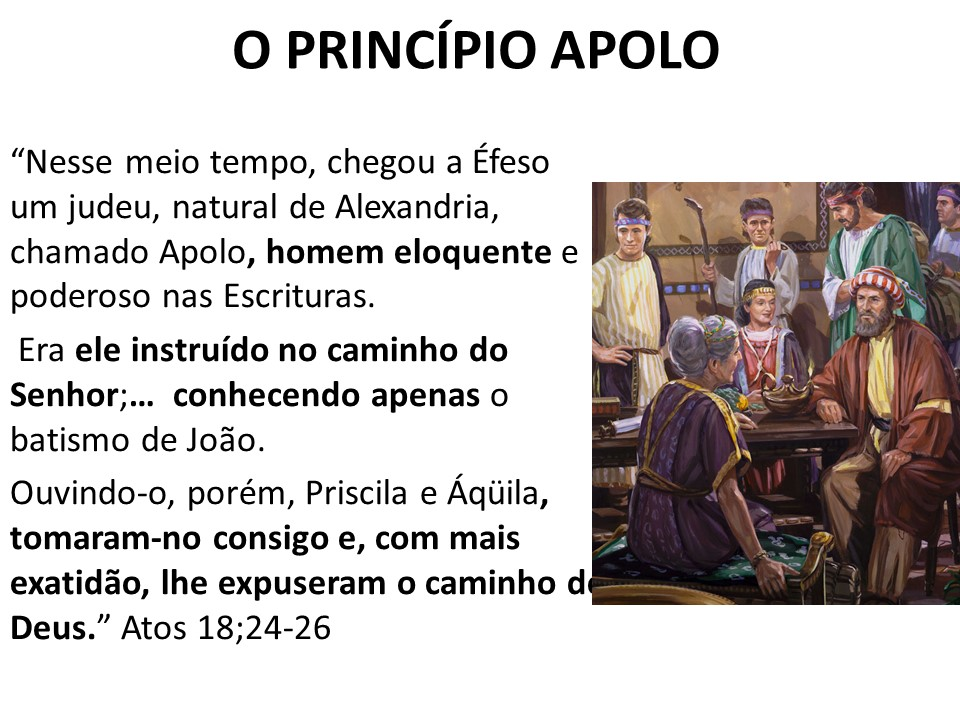 O PRINCÍPIO APOLO
“Nesse meio tempo, chegou a Éfeso
um judeu, natural de Alexandria,
chamado Apolo, homem eloquente e
poderoso nas Escrituras.
Era ele instruído no caminho do
Senhor;… conhecendo apenas o
batismo de João.
Ouvindo-o, porém, Priscila e Áqüila,
tomaram-no consigo e, com mais
exatidão, lhe expuseram o caminho de
Deus.” Atos 18;24-26